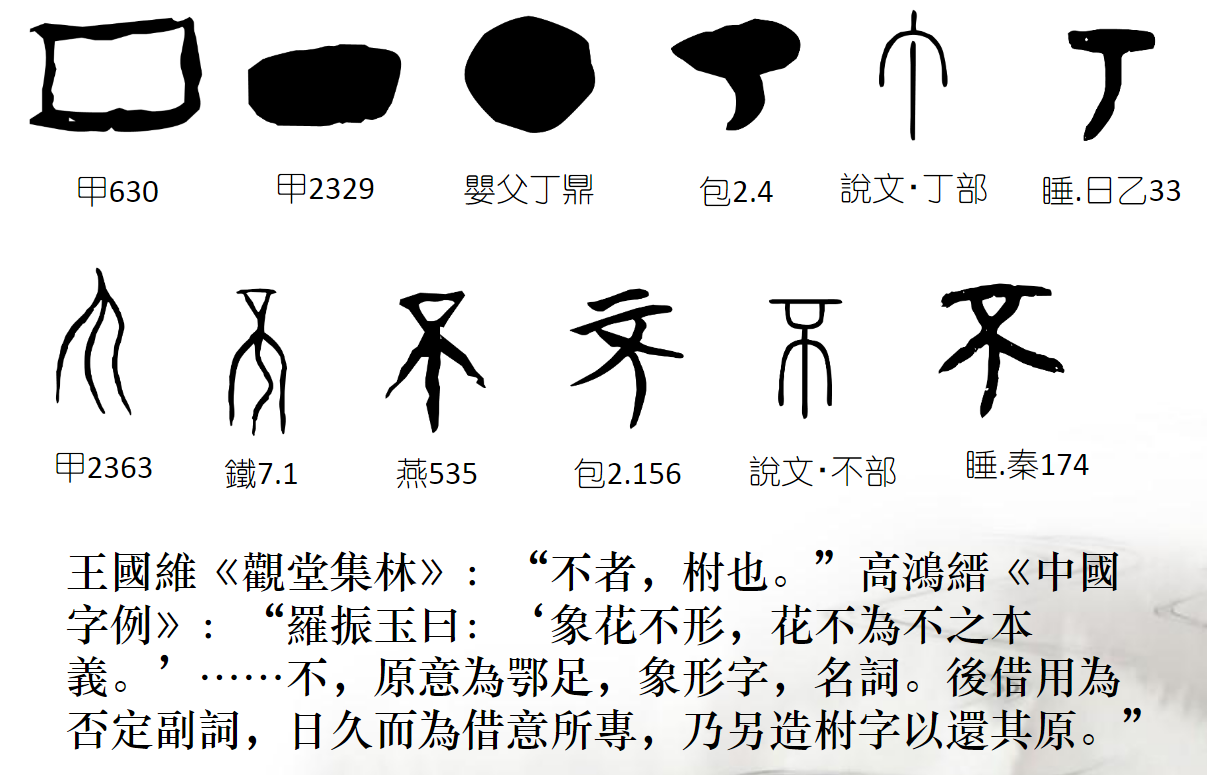 甲630 甲2329 嬰父丁鼎 包2.4 說文·丁部 睡.日乙33
甲2363 鐵7.1 燕535 包2.156 說文·不部 睡.秦174
王國維《觀堂集林》：“不者，柎也。”高鴻縉《中國
字例》：“羅振玉曰：‘象花不形，花不為不之本
義。’……不，原意為鄂足，象形字，名詞。後借用為
否定副詞，日久而為借意所專，乃另造柎字以還其原。”